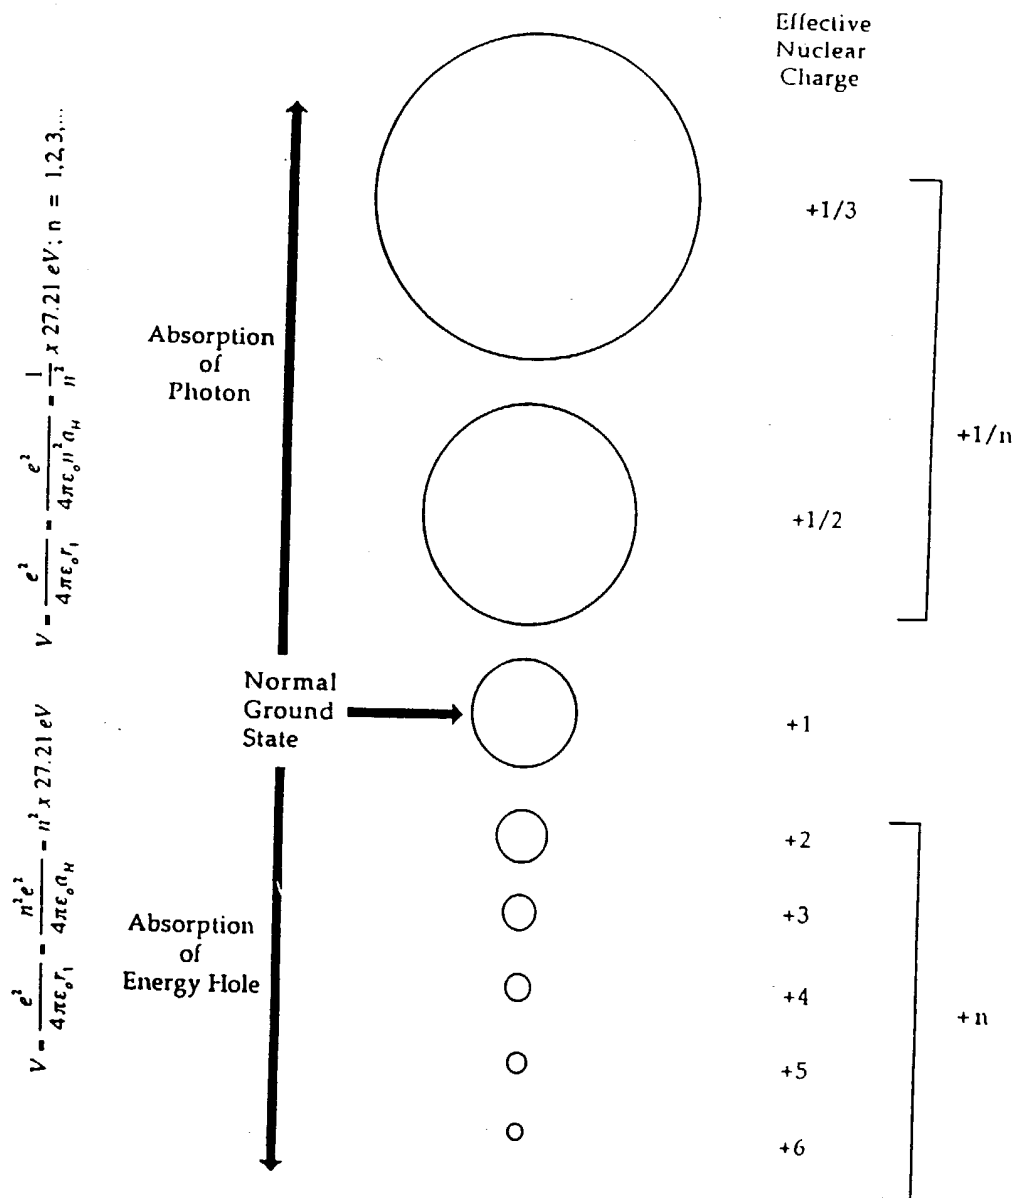 Effective
Nuclear
Charge
V = e² / 4πε₀r₁ = e² / 4πε₀n²a_H = 1/n² x 27.21 eV; n = 1,2,3,...
Absorption
of
Photon
+1/3
+1/n
+1/2
Normal
Ground
State
+1
V = e² / 4πε₀r₁ = n²e² / 4πε₀a_H = n² x 27.21 eV
+2
+3
Absorption
of
Energy Hole
+4
+n
+5
+6